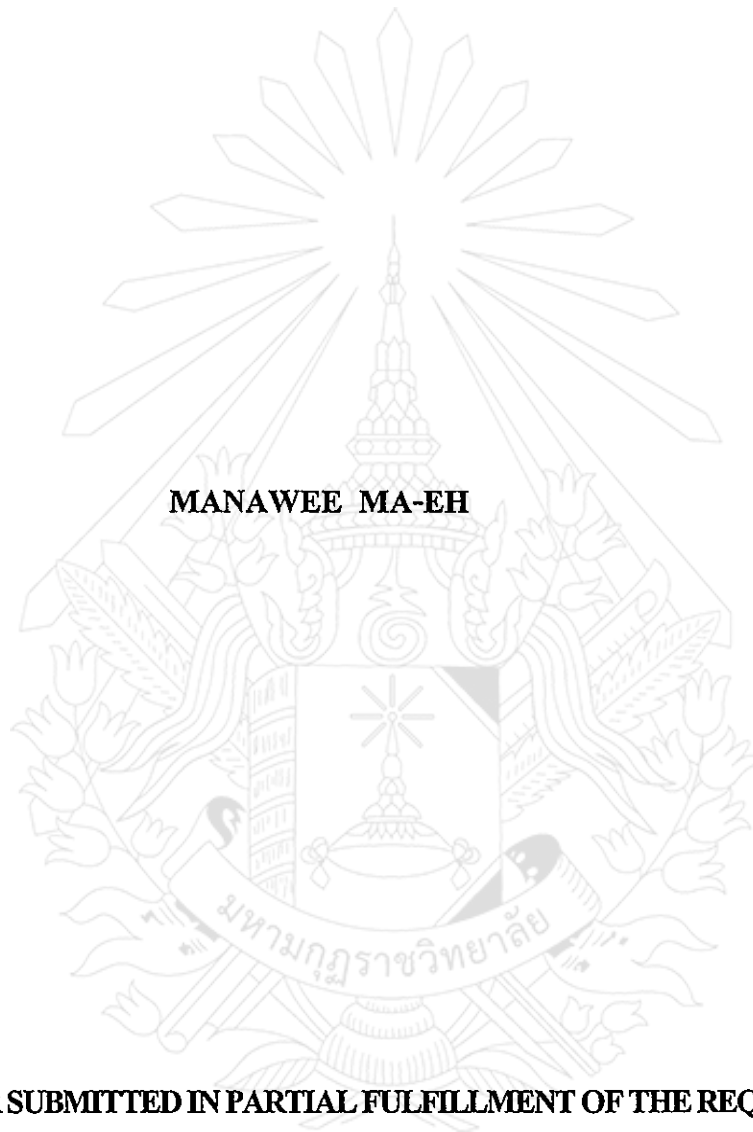 MANAWEE MA-EH
มหามกุฏราชวิทยาลัย
SUBMITTED IN PARTIAL FULFILLMENT OF THE